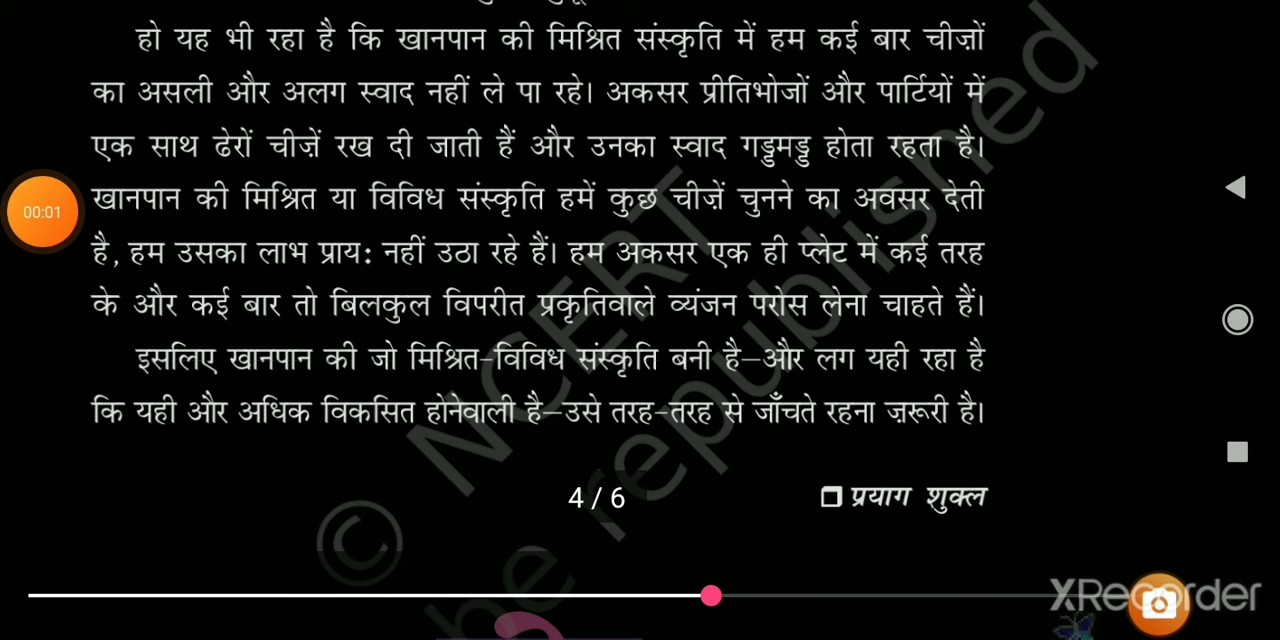 हो यह भी रहा है कि खानपान की मिश्रित संस्कृति में हम कई बार चीज़ों
का असली और अलग स्वाद नहीं ले पा रहे। अकसर प्रीतिभोजों और पार्टियों में
एक साथ ढेरों चीज़ें रख दी जाती हैं और उनका स्वाद गड्डमड्ड होता रहता है।
खानपान की मिश्रित या विविध संस्कृति हमें कुछ चीज़ें चुनने का अवसर देती
00:01
है, हम उसका लाभ प्राय: नहीं उठा रहे हैं। हम अकसर एक ही प्लेट में कई तरह
के और कई बार तो बिलकुल विपरीत प्रकृतिवाले व्यंजन परोस लेना चाहते हैं।
इसलिए खानपान की जो मिश्रित-विविध संस्कृति बनी है—और लग यही रहा है
कि यही और अधिक विकसित होनेवाली है—उसे तरह-तरह से जाँचते रहना ज़रूरी है।
4 / 6
❒ प्रयाग शुक्ल
© NCERT
be republished
XRecorder